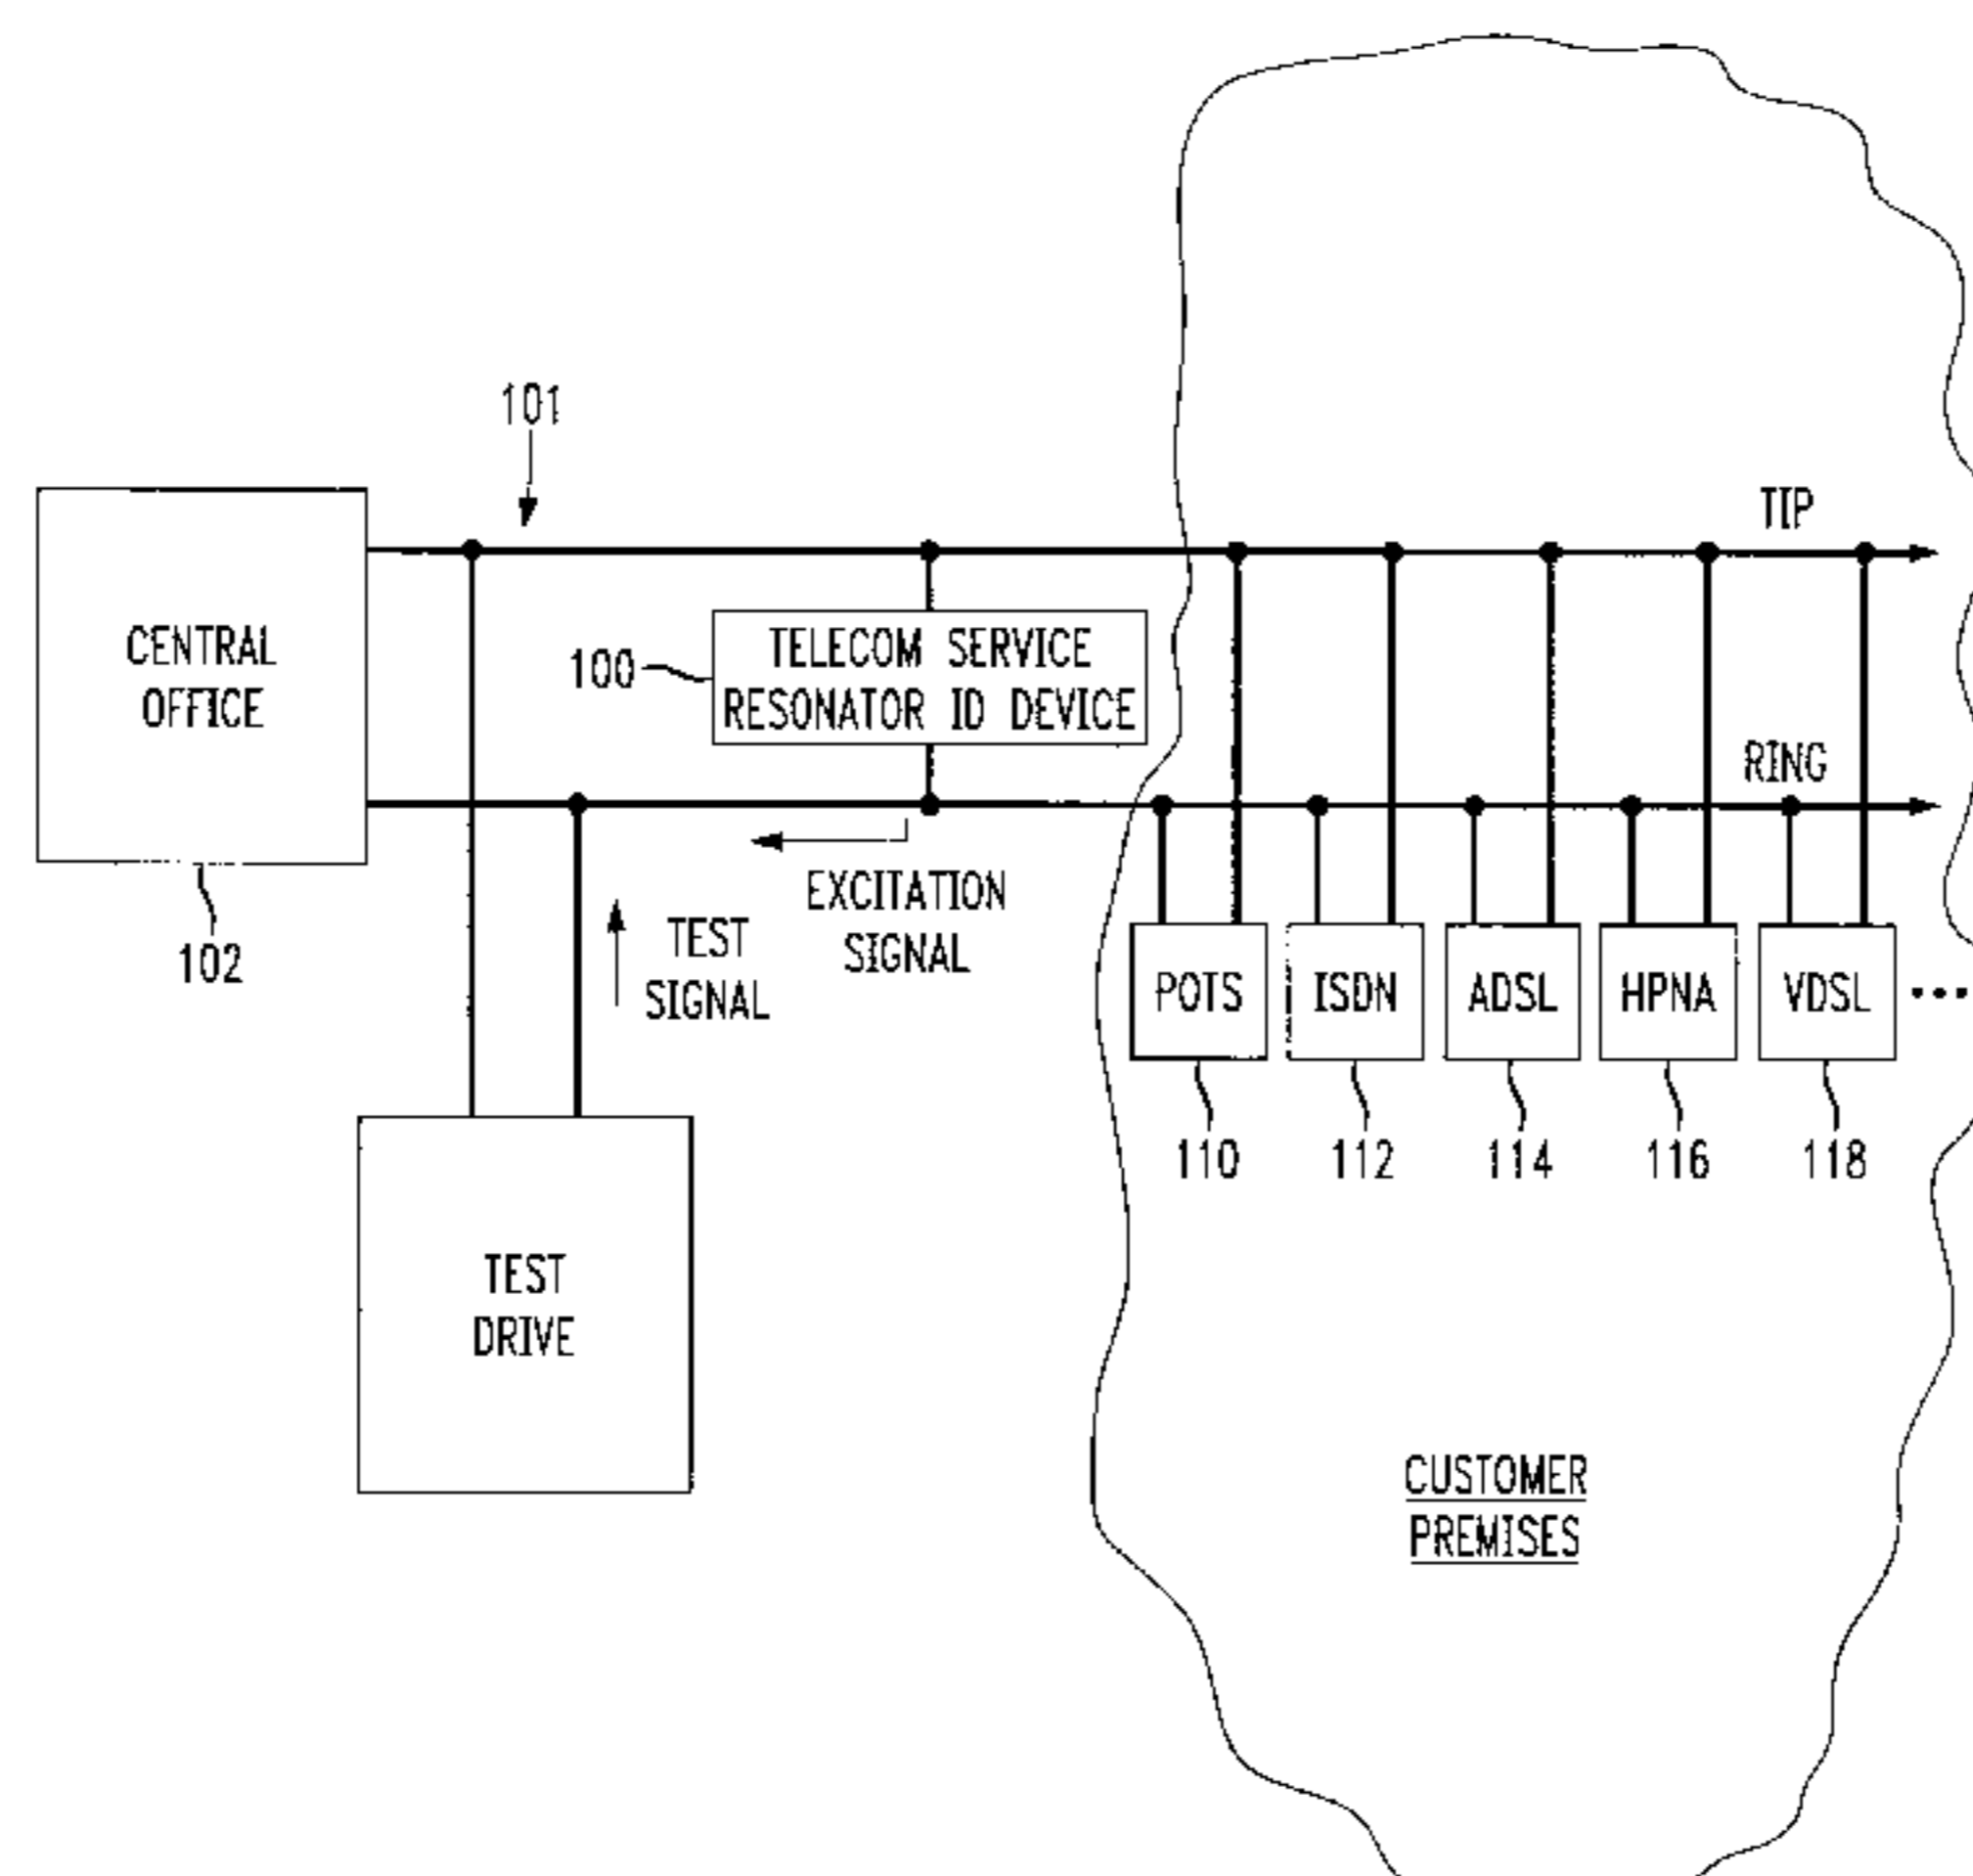 101
TIP
CENTRAL
OFFICE
100
TELECOM SERVICE
RESONATOR ID DEVICE
RING
102
TEST
SIGNAL
EXCITATION
SIGNAL
POTS
ISDN
ADSL
HPNA
VDSL
...
110
112
114
116
118
TEST
DRIVE
CUSTOMER
PREMISES